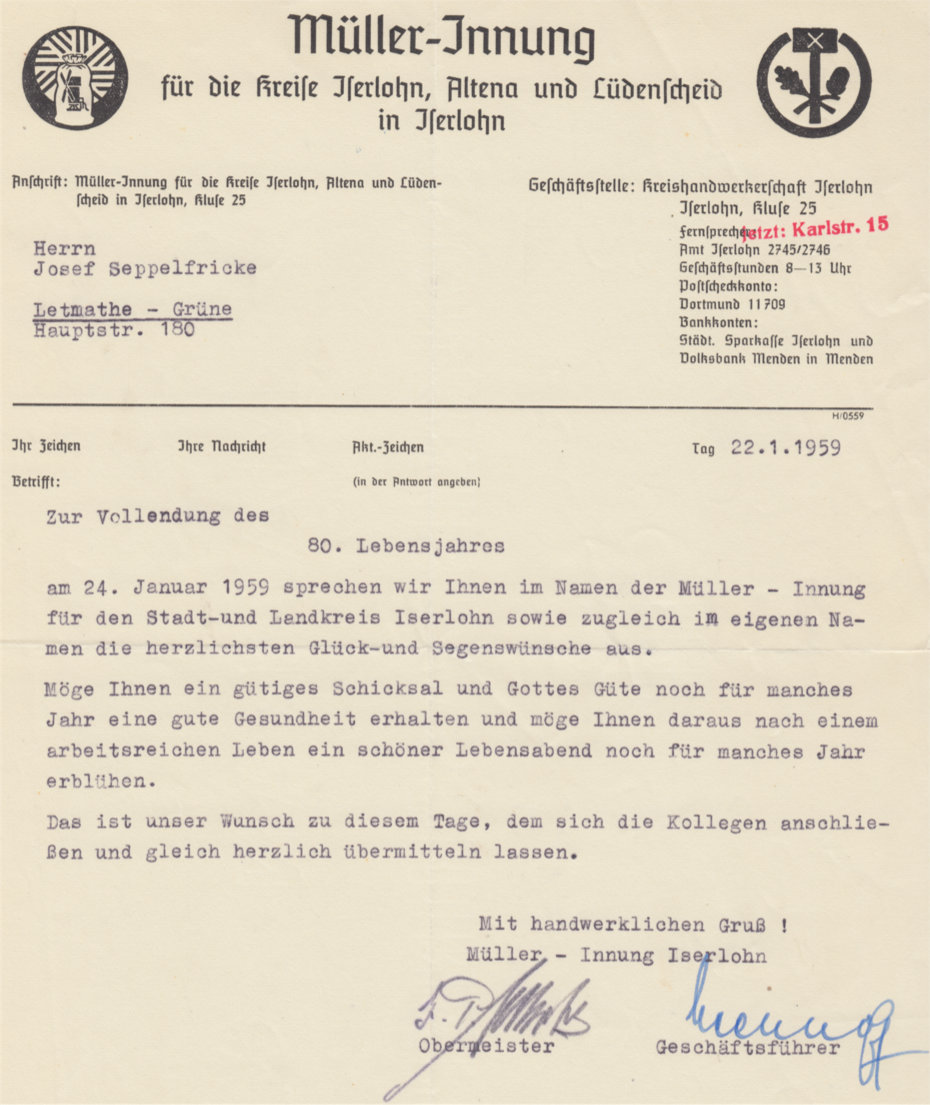 Müller-Innung
für die Kreise Iserlohn, Altena und Lüdenscheid
in Iserlohn
Anschrift: Müller-Innung für die Kreise Iserlohn, Altena und Lüden-
scheid in Iserlohn, Kluse 25
Geschäftsstelle: Kreishandwerkerschaft Iserlohn
Iserlohn, Kluse 25
Fernsprecher
jetzt: Karlstr. 15
Amt Iserlohn 2745/2746
Geschäftsstunden 8—13 Uhr
Postscheckkonto:
Dortmund 11709
Bankkonten:
Städt. Sparkasse Iserlohn und
Volksbank Menden in Menden
Herrn
Josef Seppelfricke
Letmathe - Grüne
Hauptstr. 180
H/0559
Ihr Zeichen Ihre Nachricht Akt.-Zeichen Tag 22.1.1959
Betrifft: (in der Antwort angeben)
Zur Vollendung des
80. Lebensjahres
am 24. Januar 1959 sprechen wir Ihnen im Namen der Müller - Innung
für den Stadt-und Landkreis Iserlohn sowie zugleich im eigenen Na-
men die herzlichsten Glück-und Segenswünsche aus.
Möge Ihnen ein gütiges Schicksal und Gottes Güte noch für manches
Jahr eine gute Gesundheit erhalten und möge Ihnen daraus nach einem
arbeitsreichen Leben ein schöner Lebensabend noch für manches Jahr
erblühen.
Das ist unser Wunsch zu diesem Tage, dem sich die Kollegen anschlie-
ßen und gleich herzlich übermitteln lassen.
Mit handwerklichen Gruß !
Müller - Innung Iserlohn
Obermeister Geschäftsführer